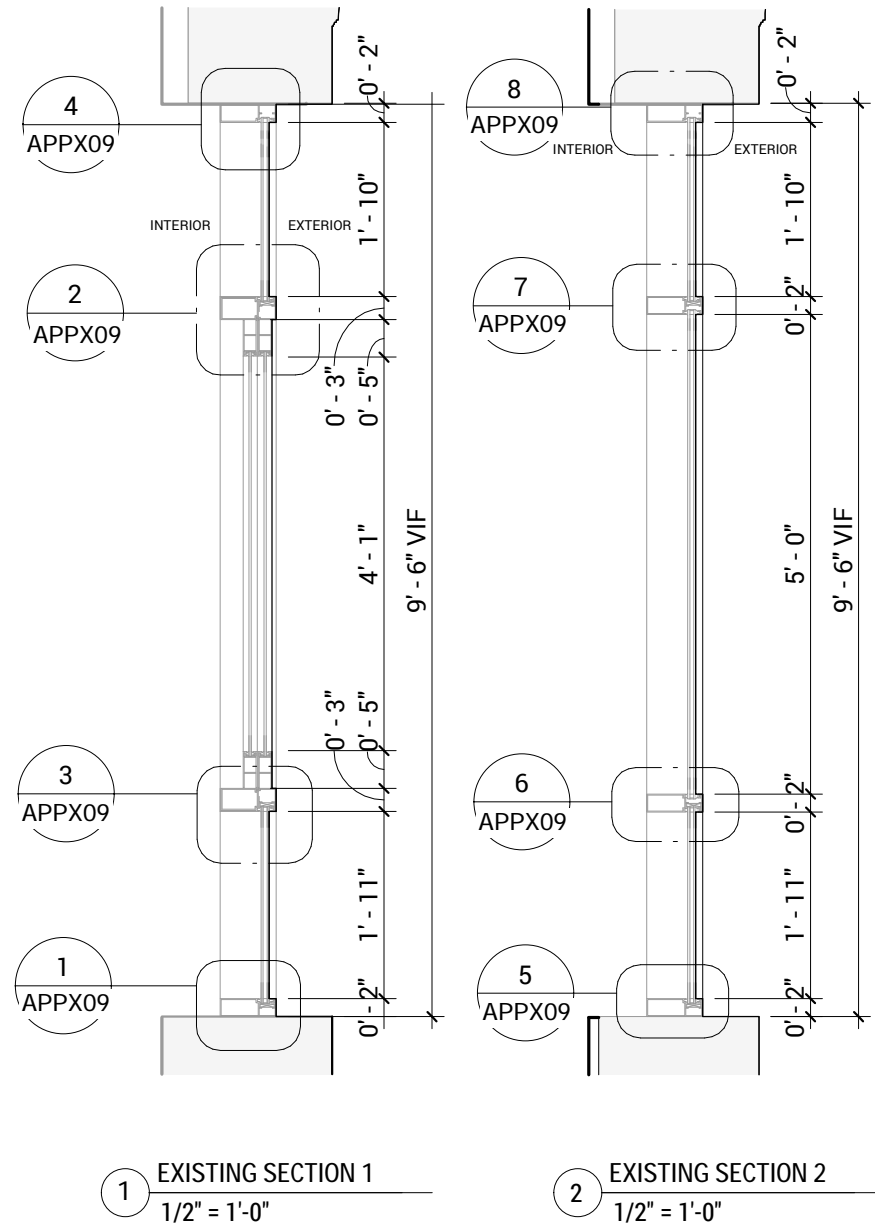 4
APPX09
0' - 2"
INTERIOR
EXTERIOR
1' - 10"
2
APPX09
0' - 3"
0' - 5"
4' - 1"
9' - 6" VIF
0' - 3"
0' - 5"
3
APPX09
1' - 11"
1
APPX09
0' - 2"
1
EXISTING SECTION 1
1/2" = 1'-0"
8
APPX09
0' - 2"
INTERIOR
EXTERIOR
1' - 10"
7
APPX09
0' - 2"
5' - 0"
9' - 6" VIF
6
APPX09
0' - 2"
1' - 11"
5
APPX09
0' - 2"
2
EXISTING SECTION 2
1/2" = 1'-0"